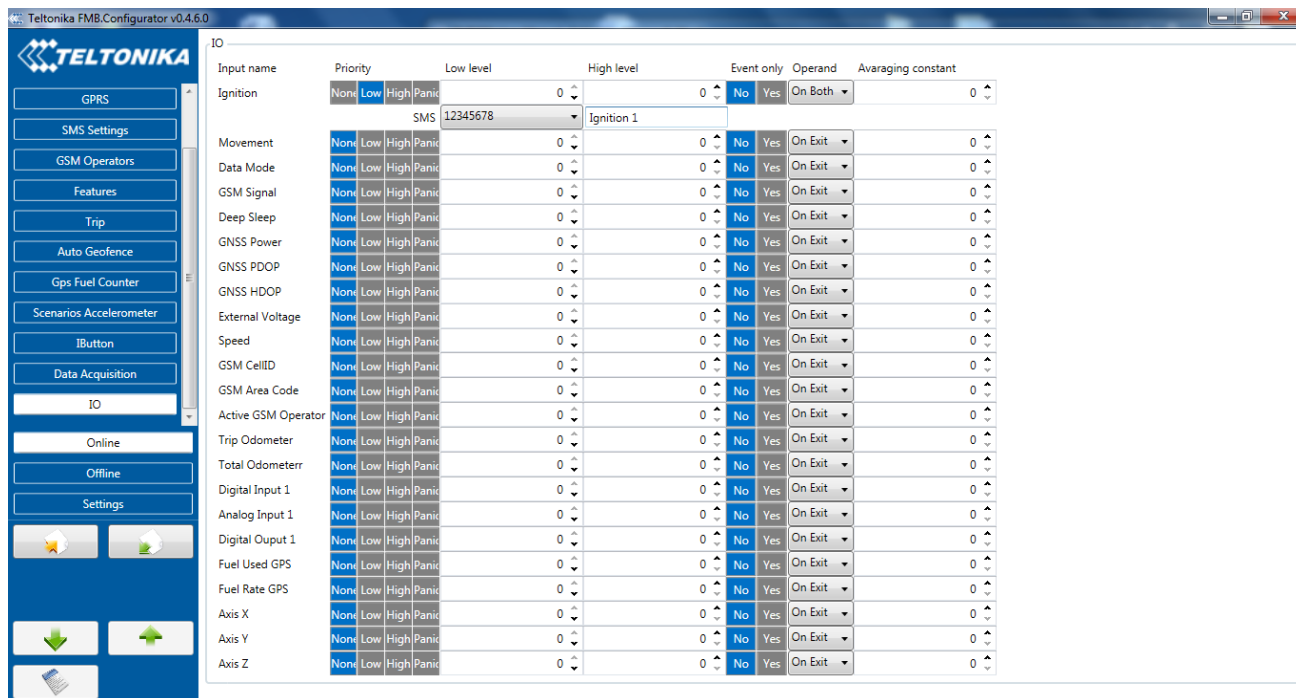 Teltonika FMB.Configurator v0.4.6.0
TELTONIKA
GPRS
SMS Settings
GSM Operators
Features
Trip
Auto Geofence
Gps Fuel Counter
Scenarios Accelerometer
IButton
Data Acquisition
IO
Online
Offline
Settings
IO
Input name Priority Low level High level Event only Operand Avaraging constant
Ignition None Low High Panic 0 0 No Yes On Both 0
SMS 12345678 Ignition 1
Movement None Low High Panic 0 0 No Yes On Exit 0
Data Mode None Low High Panic 0 0 No Yes On Exit 0
GSM Signal None Low High Panic 0 0 No Yes On Exit 0
Deep Sleep None Low High Panic 0 0 No Yes On Exit 0
GNSS Power None Low High Panic 0 0 No Yes On Exit 0
GNSS PDOP None Low High Panic 0 0 No Yes On Exit 0
GNSS HDOP None Low High Panic 0 0 No Yes On Exit 0
External Voltage None Low High Panic 0 0 No Yes On Exit 0
Speed None Low High Panic 0 0 No Yes On Exit 0
GSM CellID None Low High Panic 0 0 No Yes On Exit 0
GSM Area Code None Low High Panic 0 0 No Yes On Exit 0
Active GSM Operator None Low High Panic 0 0 No Yes On Exit 0
Trip Odometer None Low High Panic 0 0 No Yes On Exit 0
Total Odometerr None Low High Panic 0 0 No Yes On Exit 0
Digital Input 1 None Low High Panic 0 0 No Yes On Exit 0
Analog Input 1 None Low High Panic 0 0 No Yes On Exit 0
Digital Ouput 1 None Low High Panic 0 0 No Yes On Exit 0
Fuel Used GPS None Low High Panic 0 0 No Yes On Exit 0
Fuel Rate GPS None Low High Panic 0 0 No Yes On Exit 0
Axis X None Low High Panic 0 0 No Yes On Exit 0
Axis Y None Low High Panic 0 0 No Yes On Exit 0
Axis Z None Low High Panic 0 0 No Yes On Exit 0